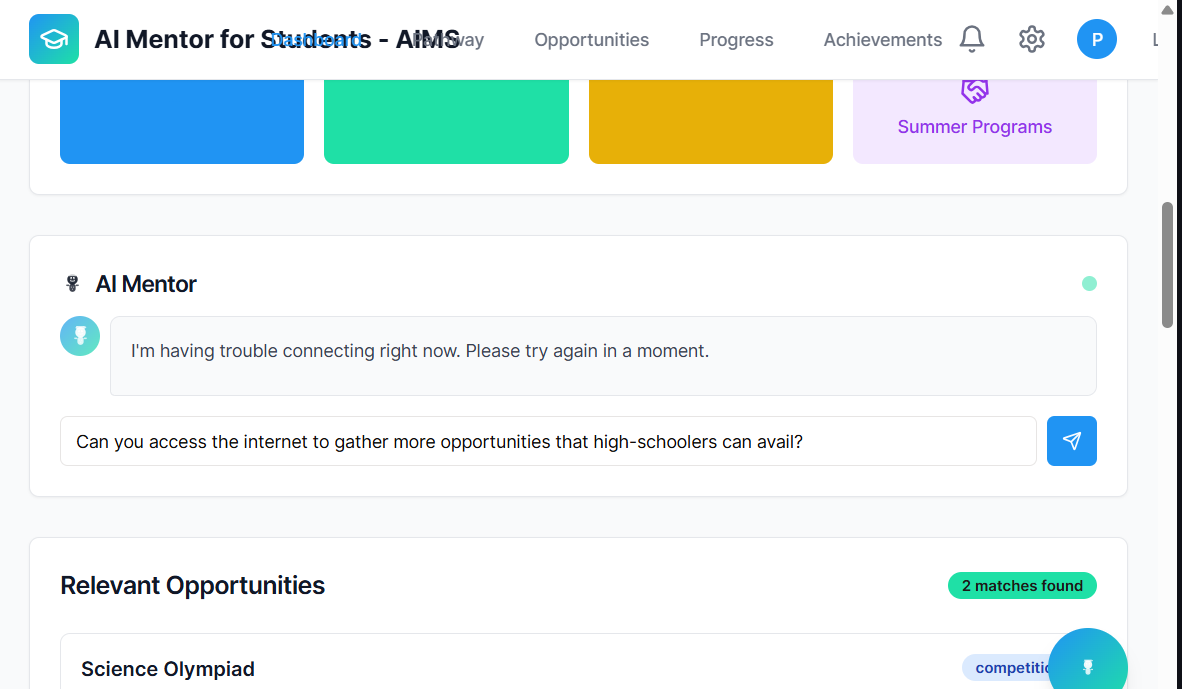 AI Mentor for Students - AIMS
Dashboard
Pathway
Opportunities
Progress
Achievements
P
L
Summer Programs
AI Mentor
I'm having trouble connecting right now. Please try again in a moment.
Can you access the internet to gather more opportunities that high-schoolers can avail?
Relevant Opportunities
2 matches found
Science Olympiad
competitic